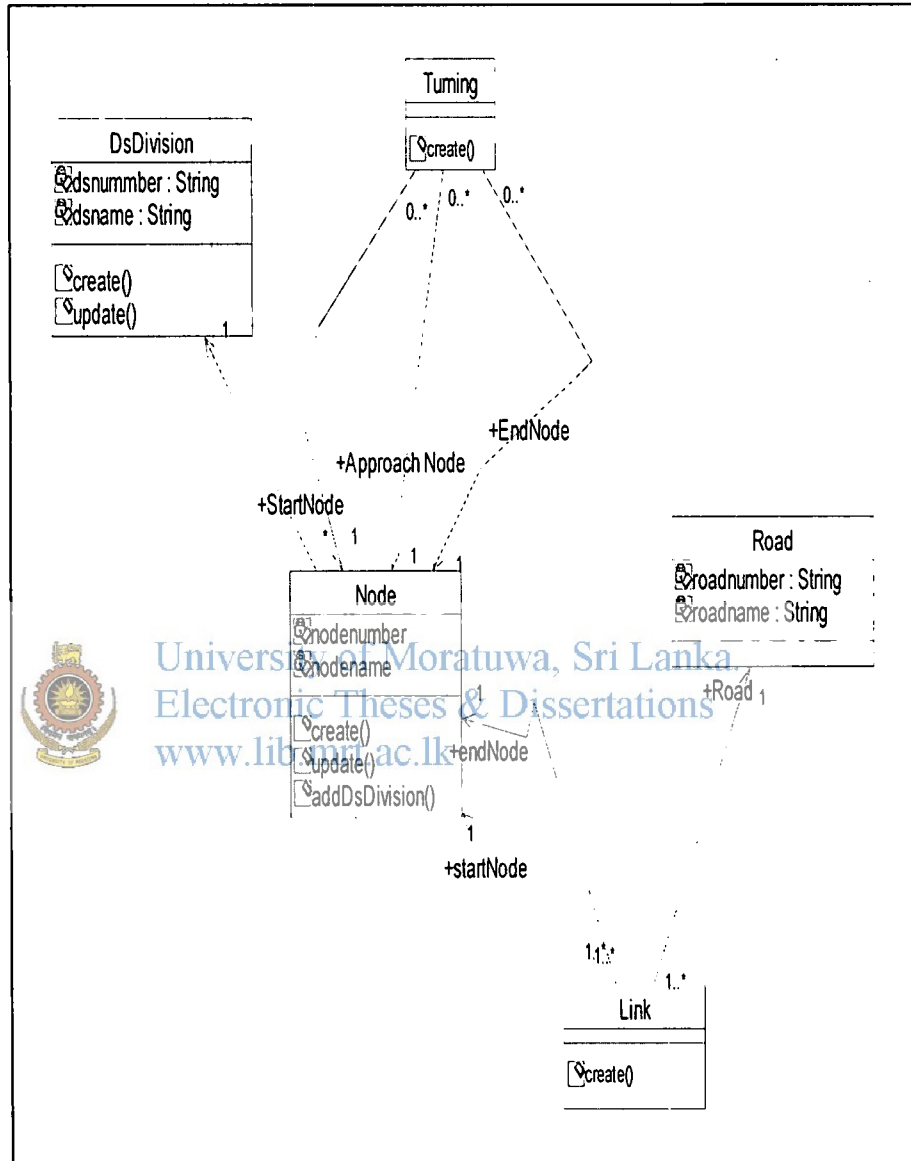 Turning
create()
DsDivision
dsnummber : String
dsname : String
create()
update()
1
0..*
0..*
0..*
+EndNode
+Approach Node
+StartNode
*
1
1
1
Node
nodenumber
nodename
create()
update()
addDsDivision()
Road
roadnumber : String
roadname : String
University of Moratuwa, Sri Lanka.
Electronic Theses & Dissertations
www.lib.mrt.ac.lk
+Road
1
1
+endNode
1
+startNode
1..*
1..*
Link
create()